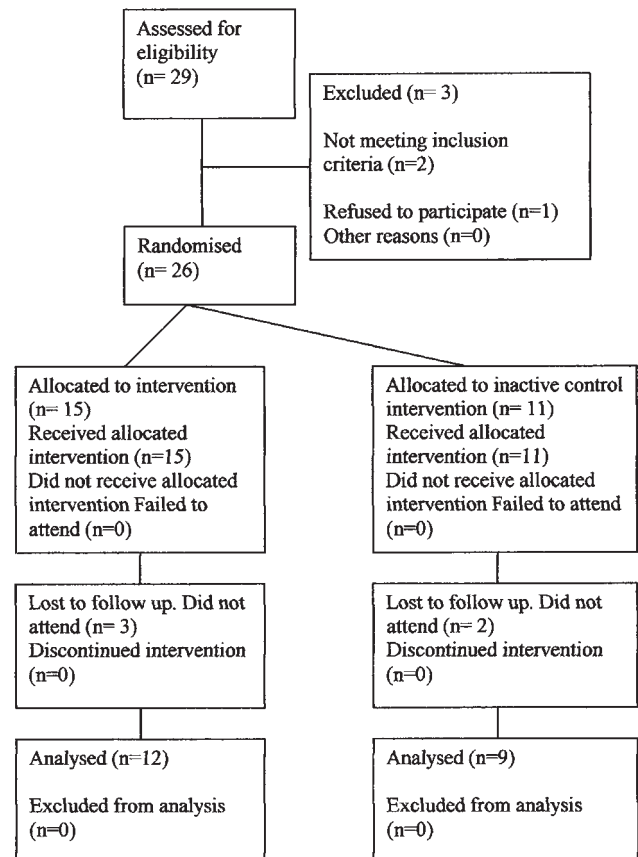 Assessed for
eligibility
(n= 29)
Excluded (n= 3)
Not meeting inclusion
criteria (n=2)
Refused to participate (n=1)
Other reasons (n=0)
Randomised
(n= 26)
Allocated to intervention
(n= 15)
Received allocated
intervention (n=15)
Did not receive allocated
intervention Failed to
attend (n=0)
Allocated to inactive control
intervention (n= 11)
Received allocated
intervention (n=11)
Did not receive allocated
intervention Failed to attend
(n=0)
Lost to follow up. Did not
attend (n= 3)
Discontinued intervention
(n=0)
Lost to follow up. Did not
attend (n= 2)
Discontinued intervention
(n=0)
Analysed (n=12)
Excluded from analysis
(n=0)
Analysed (n=9)
Excluded from analysis
(n=0)